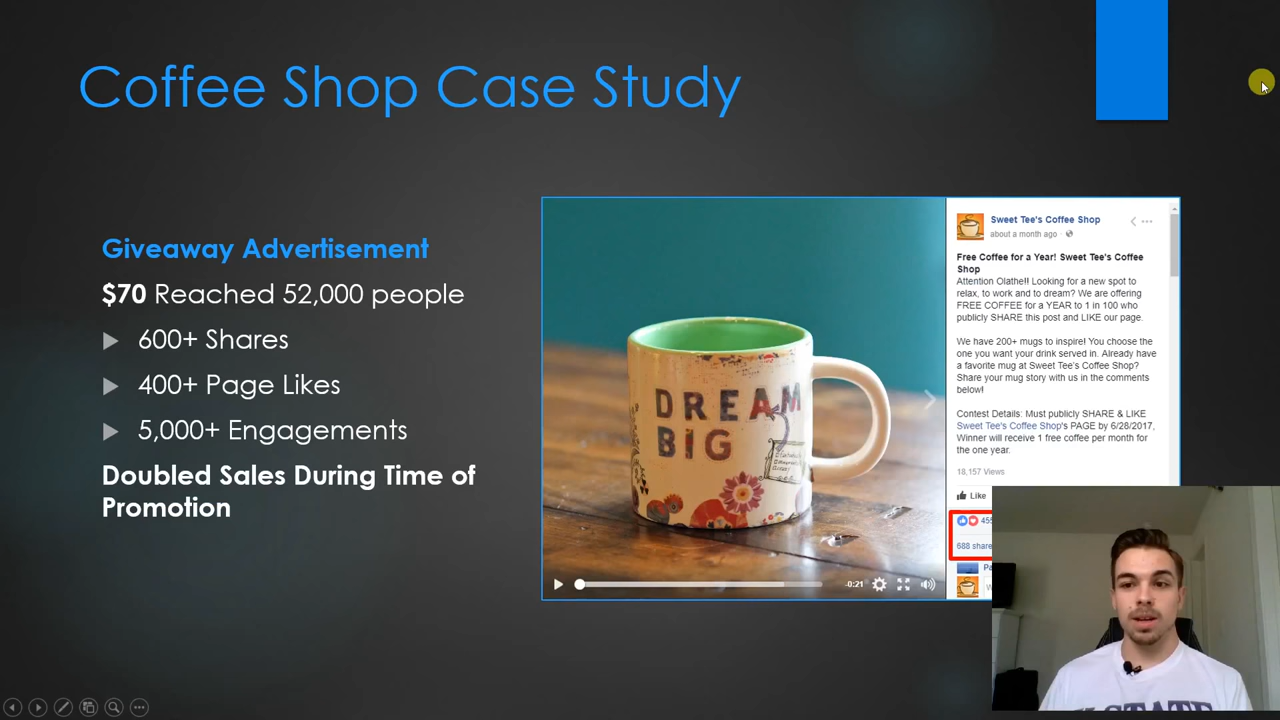 Coffee Shop Case Study
Giveaway Advertisement
$70 Reached 52,000 people
600+ Shares
400+ Page Likes
5,000+ Engagements
Doubled Sales During Time of
Promotion
DREAM
BIG
-0:21
Sweet Tee's Coffee Shop
about a month ago
Free Coffee for a Year! Sweet Tee's Coffee
Shop
Attention Olathe!! Looking for a new spot to
relax, to work and to dream? We are offering
FREE COFFEE for a YEAR to 1 in 100 who
publicly SHARE this post and LIKE our page.
We have 200+ mugs to inspire! You choose the
one you want your drink served in. Already have
a favorite mug at Sweet Tee's Coffee Shop?
Share your mug story with us in the comments
below!
Contest Details: Must publicly SHARE & LIKE
Sweet Tee's Coffee Shop's PAGE by 6/28/2017,
Winner will receive 1 free coffee per month for
the one year.
18,157 Views
Like
688 share